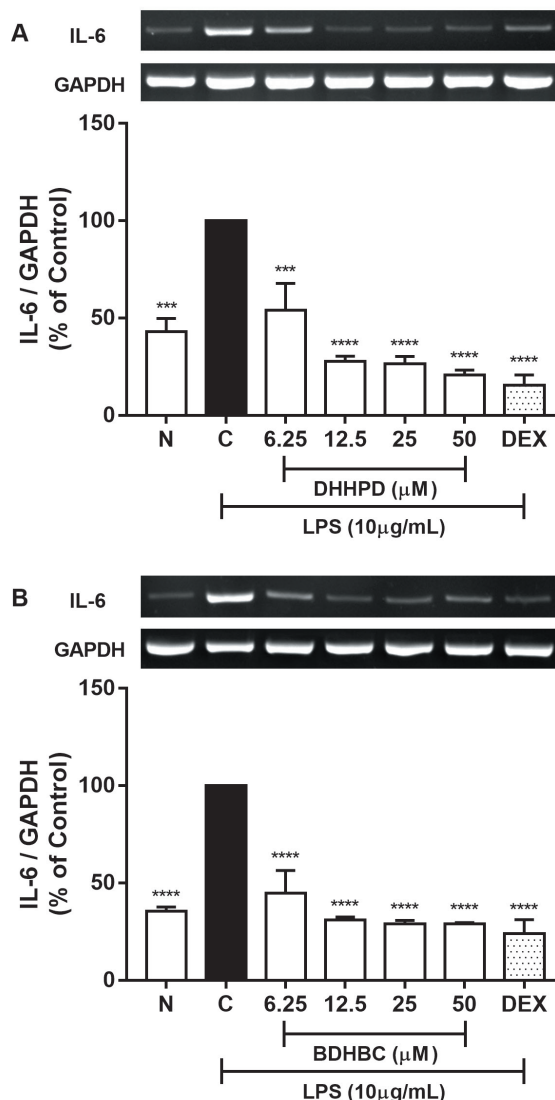 A
IL-6
GAPDH
150
100
50
0
IL-6 / GAPDH
(% of Control)
***
***
****
****
****
****
N C 6.25 12.5 25 50 DEX
DHHPD (μM)
LPS (10μg/mL)
B
IL-6
GAPDH
150
100
50
0
IL-6 / GAPDH
(% of Control)
****
****
****
****
****
****
N C 6.25 12.5 25 50 DEX
BDHBC (μM)
LPS (10μg/mL)